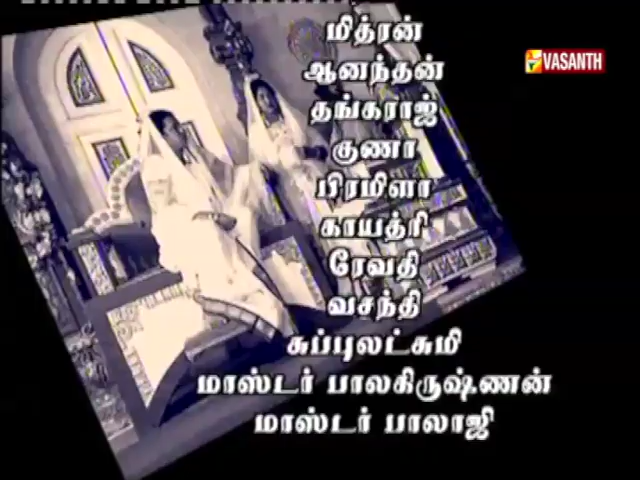 மித்ரன்
VASANTH
ஆனந்தன்
தங்கராஜ்
குணா
பிரமிளா
காயத்ரி
ரேவதி
வசந்தி
சுப்புலட்சுமி
மாஸ்டர் பாலகிருஷ்ணன்
மாஸ்டர் பாலாஜி